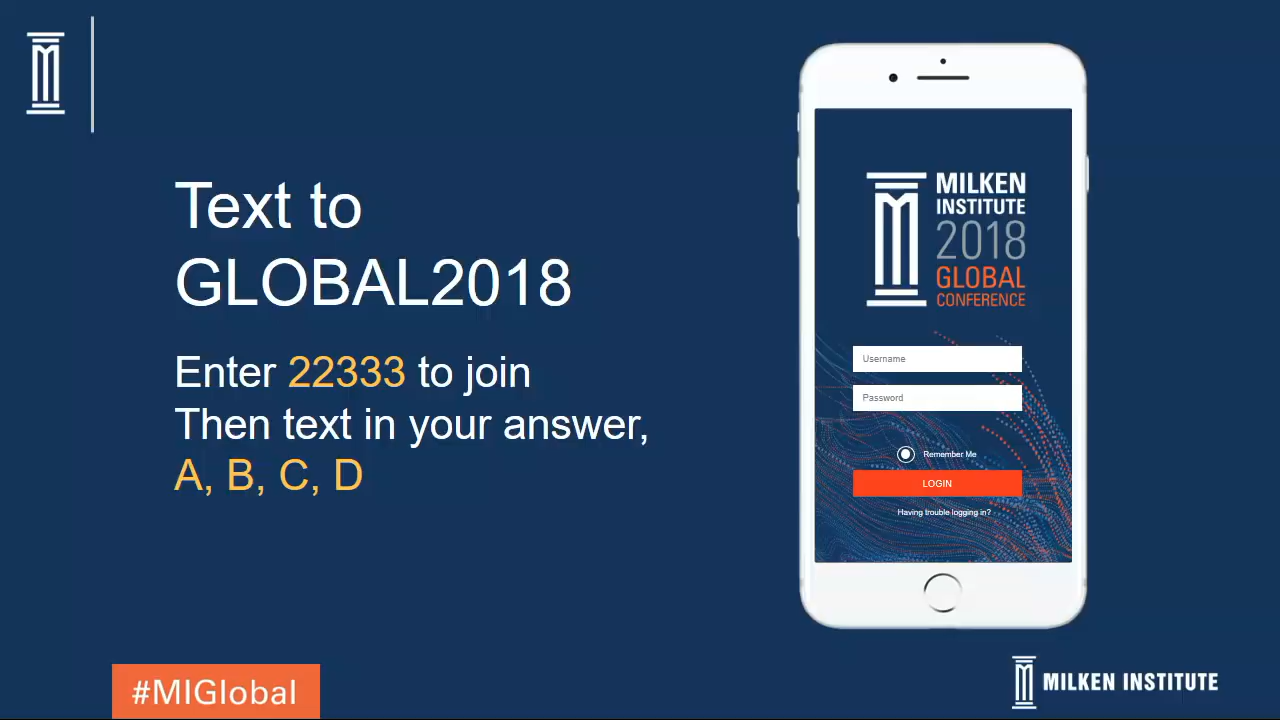 Text to
GLOBAL2018
Enter 22333 to join
Then text in your answer,
A, B, C, D
MILKEN
INSTITUTE
2018
GLOBAL
CONFERENCE
Username
Password
Remember Me
LOGIN
Having trouble logging in?
#MIGlobal
MILKEN INSTITUTE